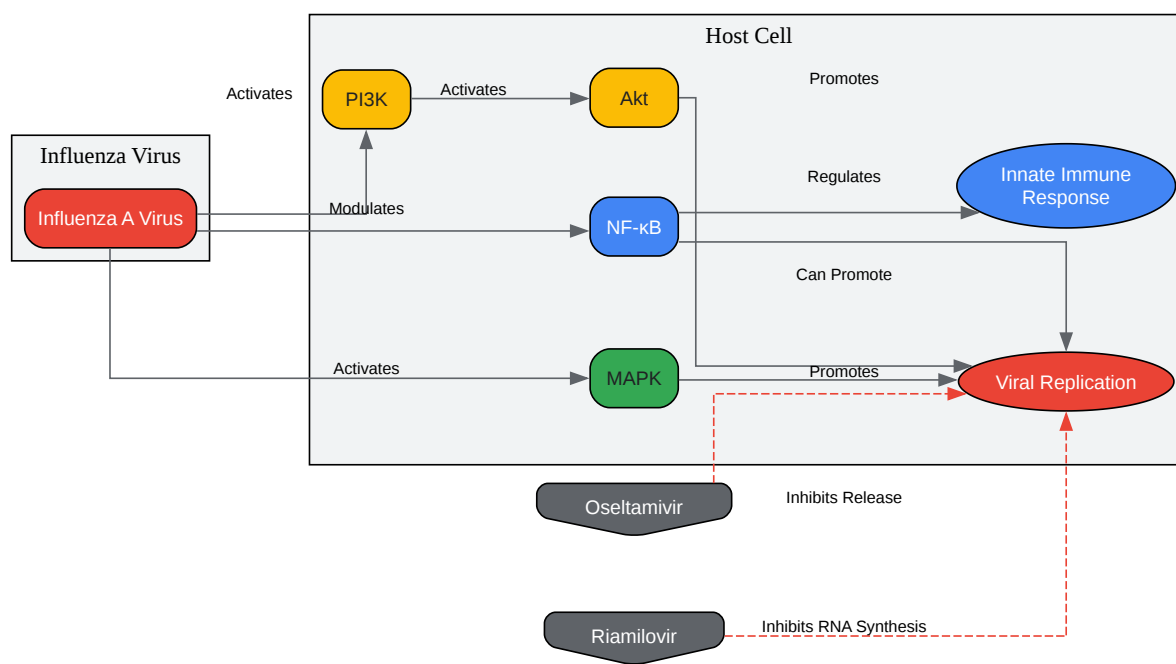 Host Cell
Activates
PI3K
Activates
Akt
Promotes
Influenza Virus
Influenza A Virus
Modulates
NF-κB
Regulates
Innate Immune
Response
Can Promote
Activates
MAPK
Promotes
Viral Replication
Oseltamivir
Inhibits Release
Riamilovir
Inhibits RNA Synthesis